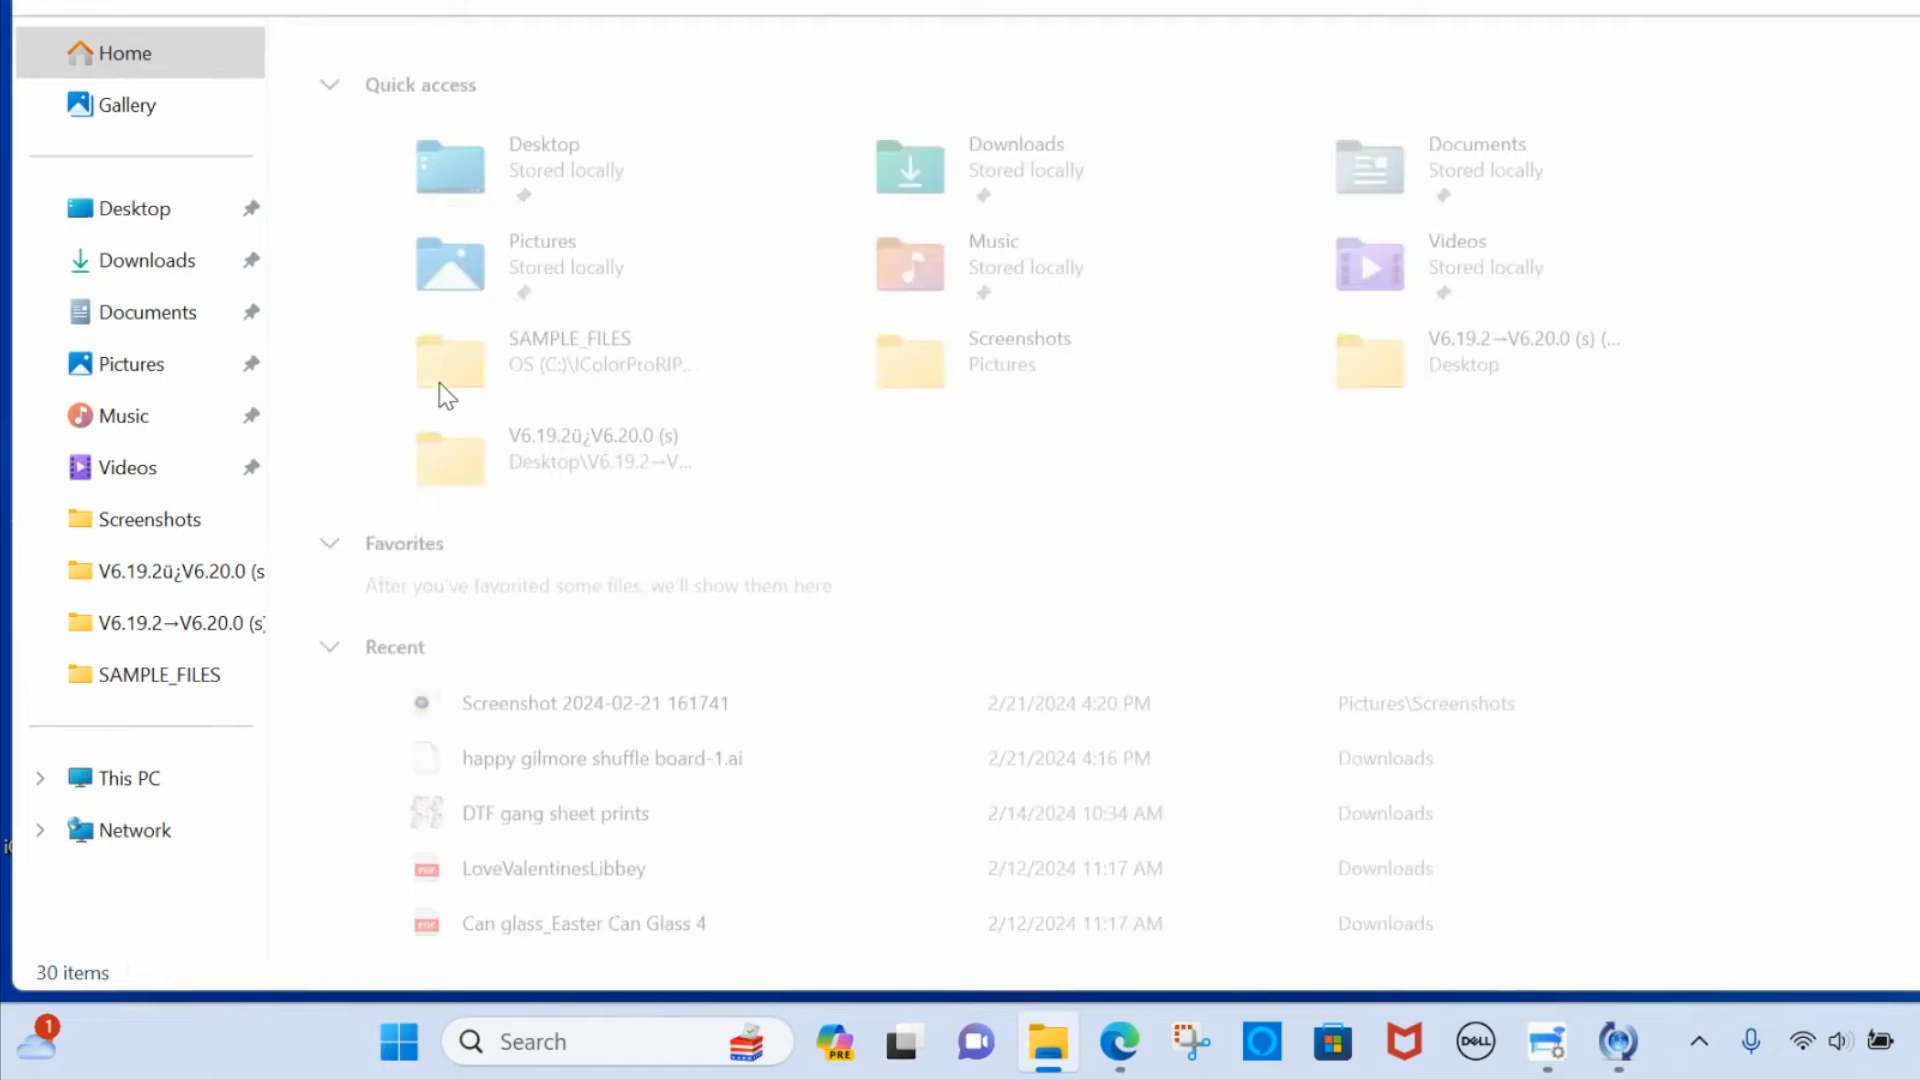 Home
Gallery
Desktop
Downloads
Documents
Pictures
Music
Videos
Screenshots
V6.19.2ü¿V6.20.0 (s
V6.19.2→V6.20.0 (s)
SAMPLE_FILES
This PC
Network
30 items
Quick access
Desktop
Stored locally
Downloads
Stored locally
Documents
Stored locally
Pictures
Stored locally
Music
Stored locally
Videos
Stored locally
SAMPLE_FILES
OS (C:)\IColorProRIP...
Screenshots
Pictures
V6.19.2→V6.20.0 (s) (...
Desktop
V6.19.2ü¿V6.20.0 (s)
Desktop\V6.19.2→V...
Favorites
After you've favorited some files, we'll show them here
Recent
Screenshot 2024-02-21 161741 2/21/2024 4:20 PM Pictures\Screenshots
happy gilmore shuffle board-1.ai 2/21/2024 4:16 PM Downloads
DTF gang sheet prints 2/14/2024 10:34 AM Downloads
PDF LoveValentinesLibbey 2/12/2024 11:17 AM Downloads
PDF Can glass_Easter Can Glass 4 2/12/2024 11:17 AM Downloads
1
Search
PRE
DELL